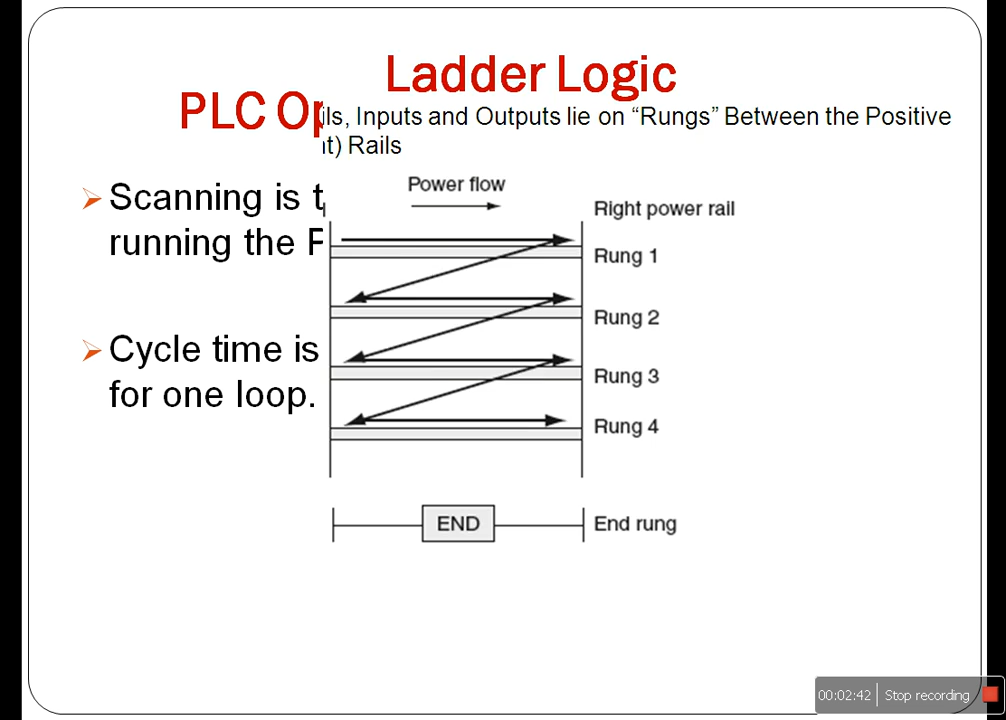 Ladder Logic
PLC Op
ils, Inputs and Outputs lie on “Rungs” Between the Positive
t) Rails
Scanning is t
running the
Cycle time is
for one loop.
Power flow
Right power rail
Rung 1
Rung 2
Rung 3
Rung 4
END
End rung
00:02:42
Stop recording